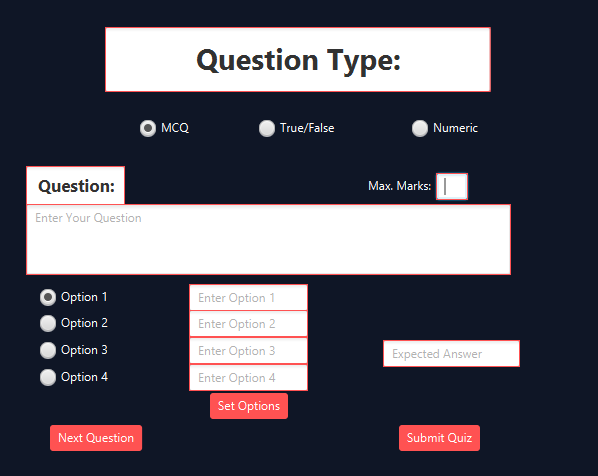 Question Type:
MCQ True/False Numeric
Question: Max. Marks:
Enter Your Question
Option 1 Enter Option 1
Option 2 Enter Option 2
Option 3 Enter Option 3 Expected Answer
Option 4 Enter Option 4
Set Options
Next Question Submit Quiz